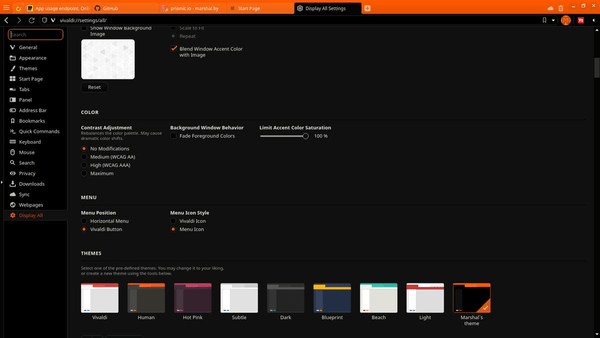 App usage endpoint, Onl
GitHub
Start Page
Display All Settings
vivaldi://settings/all/
Search
General
Appearance
Themes
Start Page
Tabs
Panel
Address Bar
Bookmarks
Quick Commands
Keyboard
Mouse
Search
Privacy
Downloads
Sync
Webpages
Display All
Show Window Background
Image
Scale to Fit
Repeat
Blend Window Accent Color
with Image
Reset
COLOR
Contrast Adjustment
Rebalances the color palette. May cause
dramatic color shifts
No Modifications
Medium (WCAG AA)
High (WCAG AAA)
Maximum
Background Window Behavior
Fade Foreground Colors
Limit Accent Color Saturation
100 %
MENU
Menu Position
Horizontal Menu
Vivaldi Button
Menu Icon Style
Vivaldi Icon
Menu Icon
THEMES
Select one of the pre-defined themes. You may change it to your liking,
or create a new theme using the tools below.
Vivaldi
Human
Hot Pink
Subtle
Dark
Blueprint
Beach
Light
Marshal's
theme